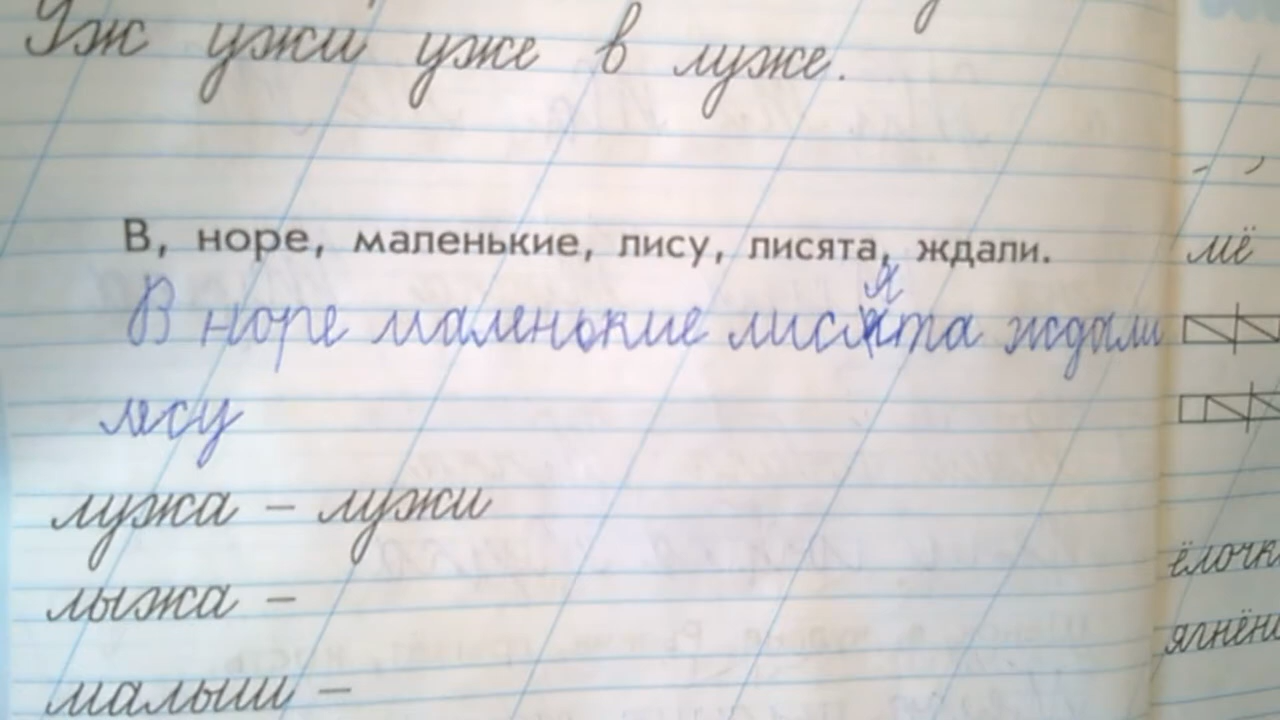 Уж ужи уже в луже.
В, норе, маленькие, лису, лисята, ждали.
В норе маленькие лисята ждали
мё
лису
лужа – лужи
лыжа –
ёлочк
малыш –
ягнёно